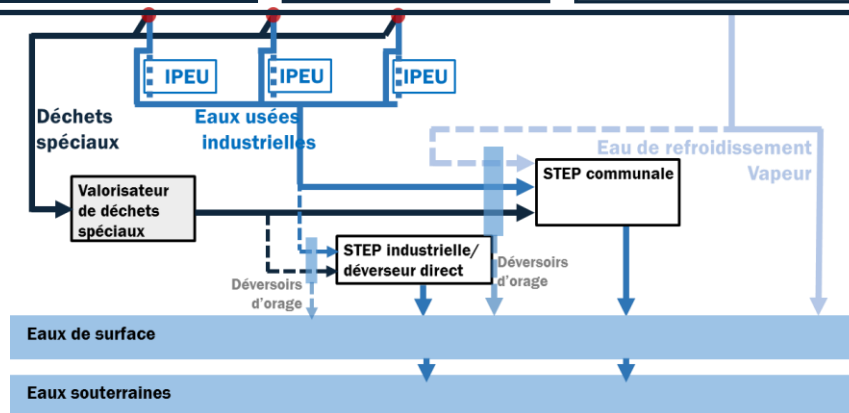 IPEU
IPEU
IPEU
Déchets
spéciaux
Eaux usées
industrielles
Eau de refroidissement
Vapeur
STEP communale
Valorisateur
de déchets
spéciaux
STEP industrielle/
déverseur direct
Déversoirs
d'orage
Déversoirs
d'orage
Eaux de surface
Eaux souterraines